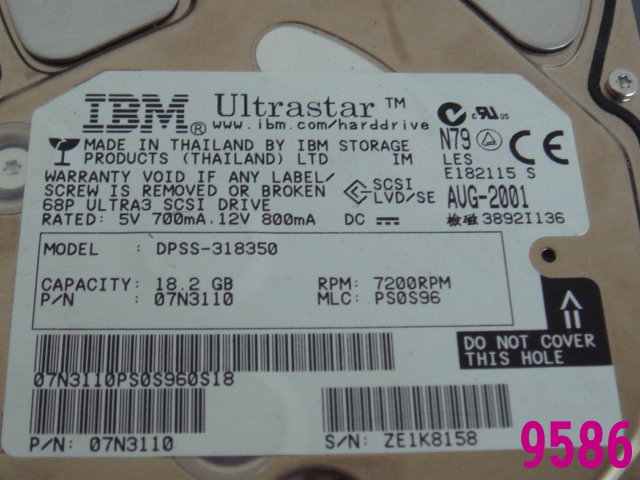 IBM® Ultrastar ™
www.ibm.com/harddrive
MADE IN THAILAND BY IBM STORAGE
PRODUCTS (THAILAND) LTD IM
N79
LES
E182115 S
CE
WARRANTY VOID IF ANY LABEL/
SCREW IS REMOVED OR BROKEN
68P ULTRA3 SCSI DRIVE
RATED: 5V 700mA.12V 800mA DC
SCSI
LVD/SE
AUG-2001
3892I136
MODEL : DPSS-318350
CAPACITY: 18.2 GB RPM: 7200RPM
P/N : 07N3110 MLC: PS0S96
DO NOT COVER
THIS HOLE
07N3110PS0S960S18
P/N: 07N3110 S/N: ZE1K8158
9586